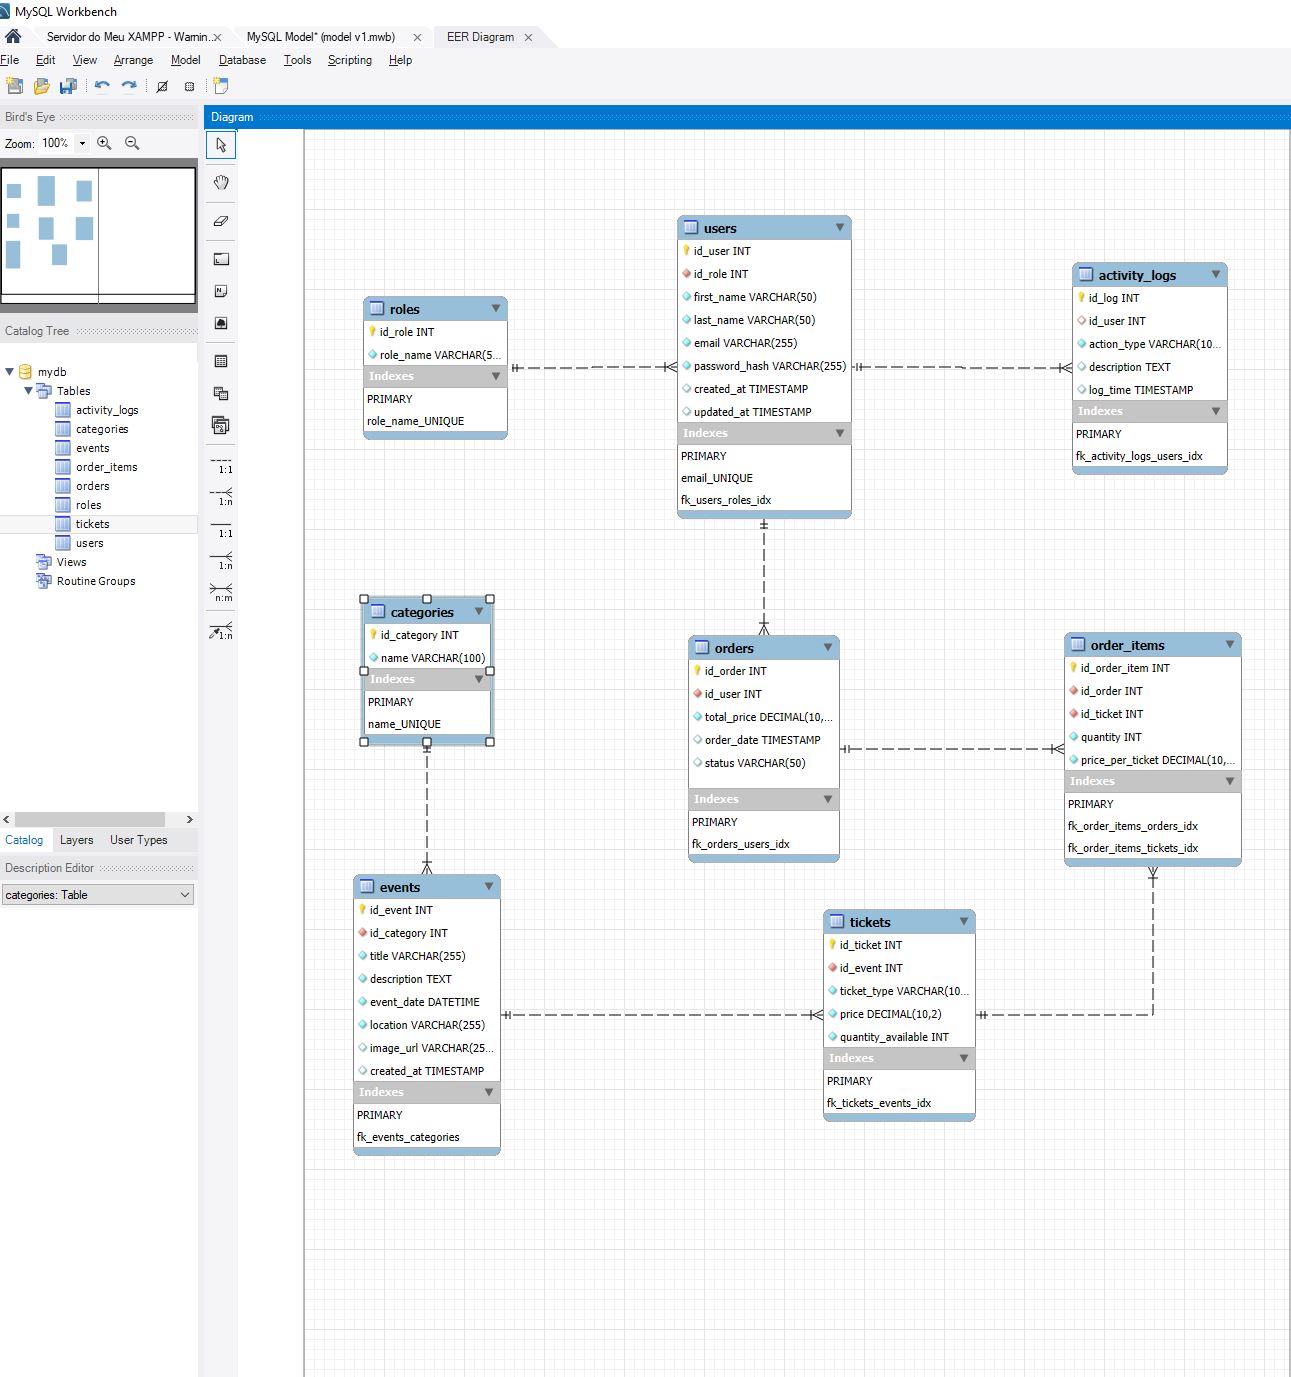 MySQL Workbench
Servidor do Meu XAMPP - Warnin...
MySQL Model* (model v1.mwb)
EER Diagram
File Edit View Arrange Model Database Tools Scripting Help
Bird's Eye
Zoom: 100%
Catalog Tree
mydb
Tables
activity_logs
categories
events
order_items
orders
roles
tickets
users
Views
Routine Groups
Catalog Layers User Types
Description Editor
categories: Table
1:1
1:n
1:1
1:n
n:m
1:n
Diagram
roles
id_role INT
role_name VARCHAR(5...
Indexes
PRIMARY
role_name_UNIQUE
users
id_user INT
id_role INT
first_name VARCHAR(50)
last_name VARCHAR(50)
email VARCHAR(255)
password_hash VARCHAR(255)
created_at TIMESTAMP
updated_at TIMESTAMP
Indexes
PRIMARY
email_UNIQUE
fk_users_roles_idx
activity_logs
id_log INT
id_user INT
action_type VARCHAR(10...
description TEXT
log_time TIMESTAMP
Indexes
PRIMARY
fk_activity_logs_users_idx
categories
id_category INT
name VARCHAR(100)
Indexes
PRIMARY
name_UNIQUE
orders
id_order INT
id_user INT
total_price DECIMAL(10,...
order_date TIMESTAMP
status VARCHAR(50)
Indexes
PRIMARY
fk_orders_users_idx
order_items
id_order_item INT
id_order INT
id_ticket INT
quantity INT
price_per_ticket DECIMAL(10,...
Indexes
PRIMARY
fk_order_items_orders_idx
fk_order_items_tickets_idx
events
id_event INT
id_category INT
title VARCHAR(255)
description TEXT
event_date DATETIME
location VARCHAR(255)
image_url VARCHAR(25...
created_at TIMESTAMP
Indexes
PRIMARY
fk_events_categories
tickets
id_ticket INT
id_event INT
ticket_type VARCHAR(10...
price DECIMAL(10,2)
quantity_available INT
Indexes
PRIMARY
fk_tickets_events_idx